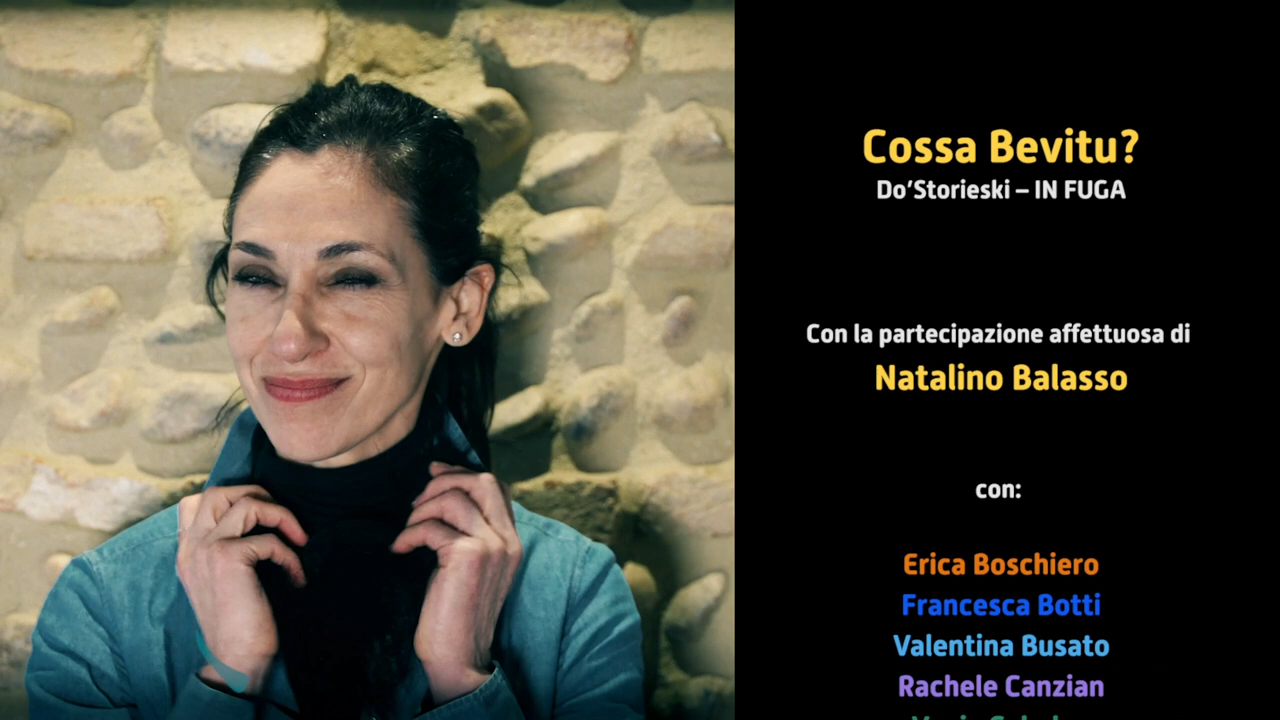 Cossa Bevitu?
Do’Storieski – IN FUGA
Con la partecipazione affettuosa di
Natalino Balasso
con:
Erica Boschiero
Francesca Botti
Valentina Busato
Rachele Canzian